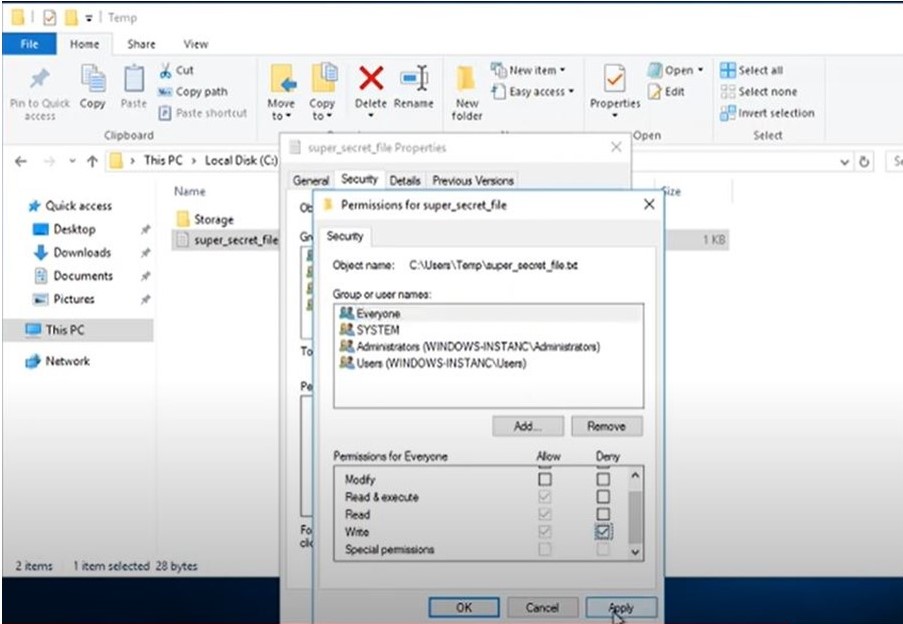 Temp
File Home Share View
Pin to Quick access
Copy
Paste
Cut
Copy path
Paste shortcut
Clipboard
Move to
Copy to
Delete
Rename
New folder
New item
Easy access
Properties
Open
Edit
Open
Select all
Select none
Invert selection
Select
This PC > Local Disk (C:)
super_secret_file Properties
General Security Details Previous Versions
Quick access
Desktop
Downloads
Documents
Pictures
This PC
Network
Name
Size
Storage
super_secret_file
1 KB
Permissions for super_secret_file
Security
Object name: C:\Users\Temp\super_secret_file.txt
Group or user names:
Everyone
SYSTEM
Administrators (WINDOWS-INSTANC\Administrators)
Users (WINDOWS-INSTANC\Users)
Add... Remove
Permissions for Everyone Allow Deny
Modify
Read & execute
Read
Write
Special permissions
OK Cancel Apply
2 items 1 item selected 28 bytes